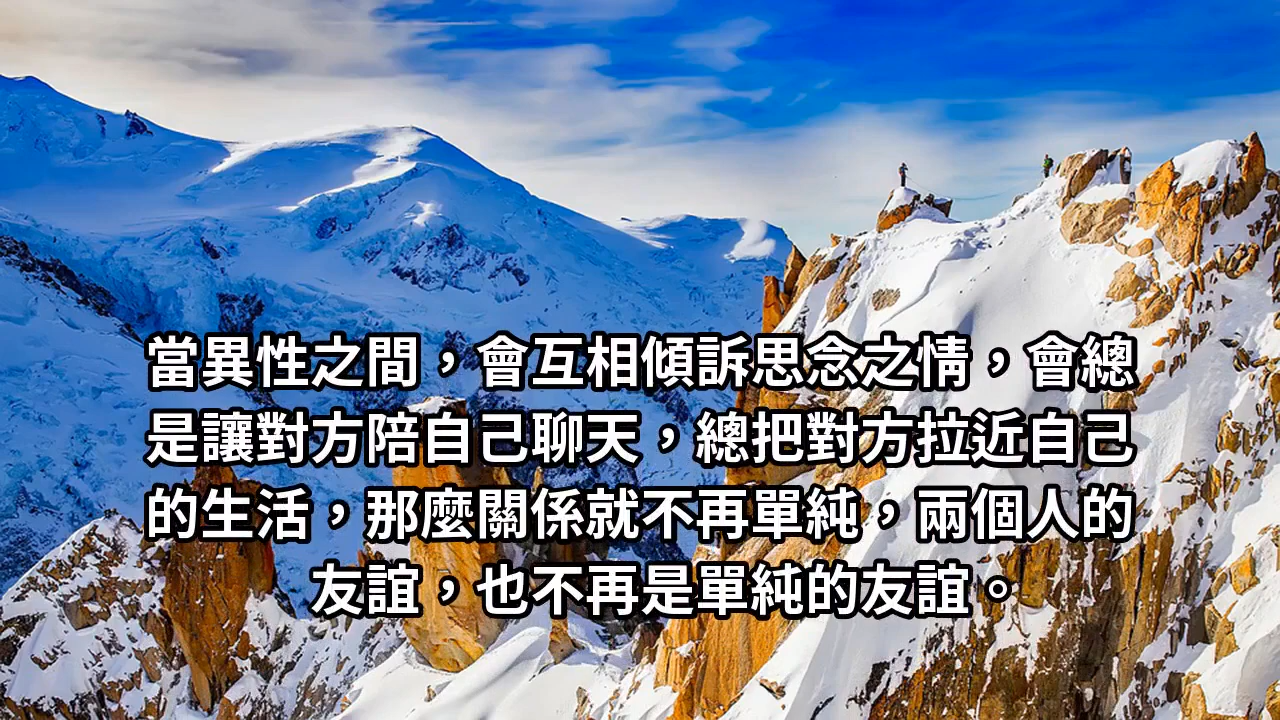 當異性之間，會互相傾訴思念之情，會總
是讓對方陪自己聊天，總把對方拉近自己
的生活，那麼關係就不再單純，兩個人的
友誼，也不再是單純的友誼。